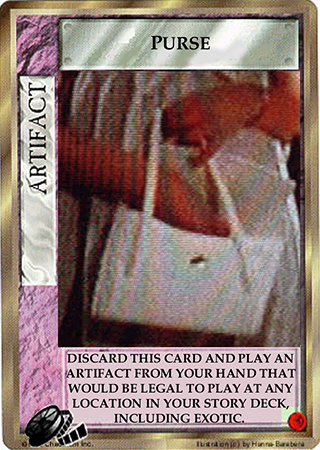 PURSE
ARTIFACT
DISCARD THIS CARD AND PLAY AN
ARTIFACT FROM YOUR HAND THAT
WOULD BE LEGAL TO PLAY AT ANY
LOCATION IN YOUR STORY DECK,
INCLUDING EXOTIC.
Inc.
Illustration (c) by Hanna-Barbera